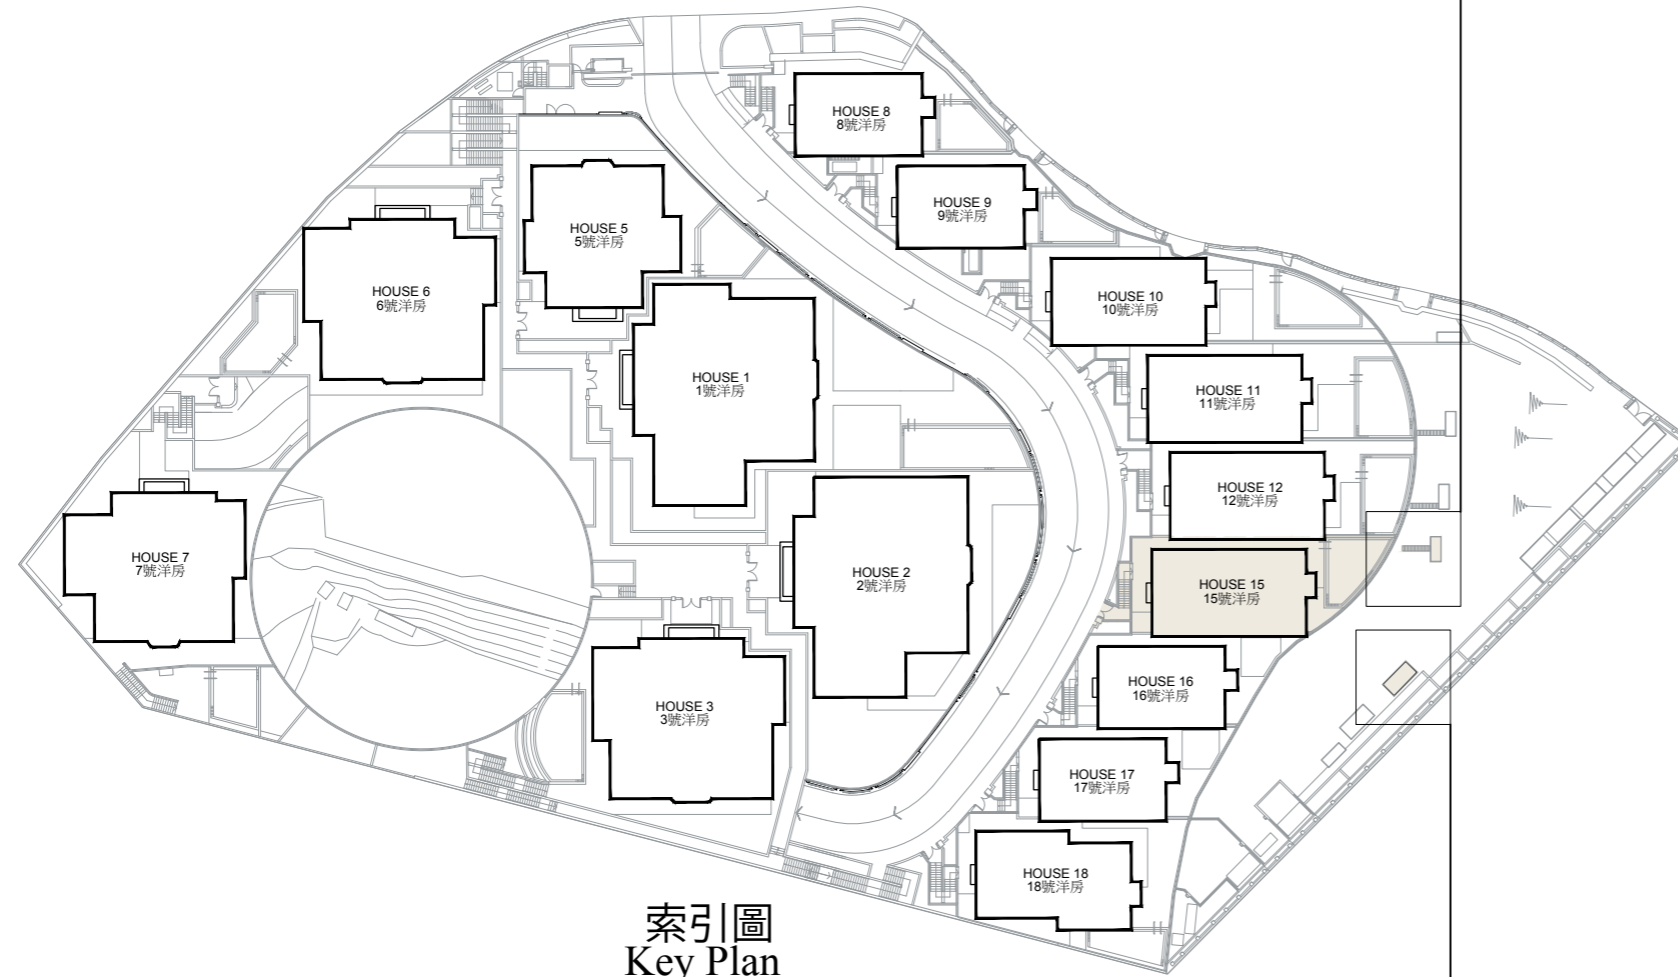 HOUSE 8
8號洋房
HOUSE 9
9號洋房
HOUSE 5
5號洋房
HOUSE 6
6號洋房
HOUSE 10
10號洋房
HOUSE 1
1號洋房
HOUSE 11
11號洋房
HOUSE 12
12號洋房
HOUSE 7
7號洋房
HOUSE 2
2號洋房
HOUSE 15
15號洋房
HOUSE 16
16號洋房
HOUSE 3
3號洋房
HOUSE 17
17號洋房
HOUSE 18
18號洋房
索引圖
Key Plan